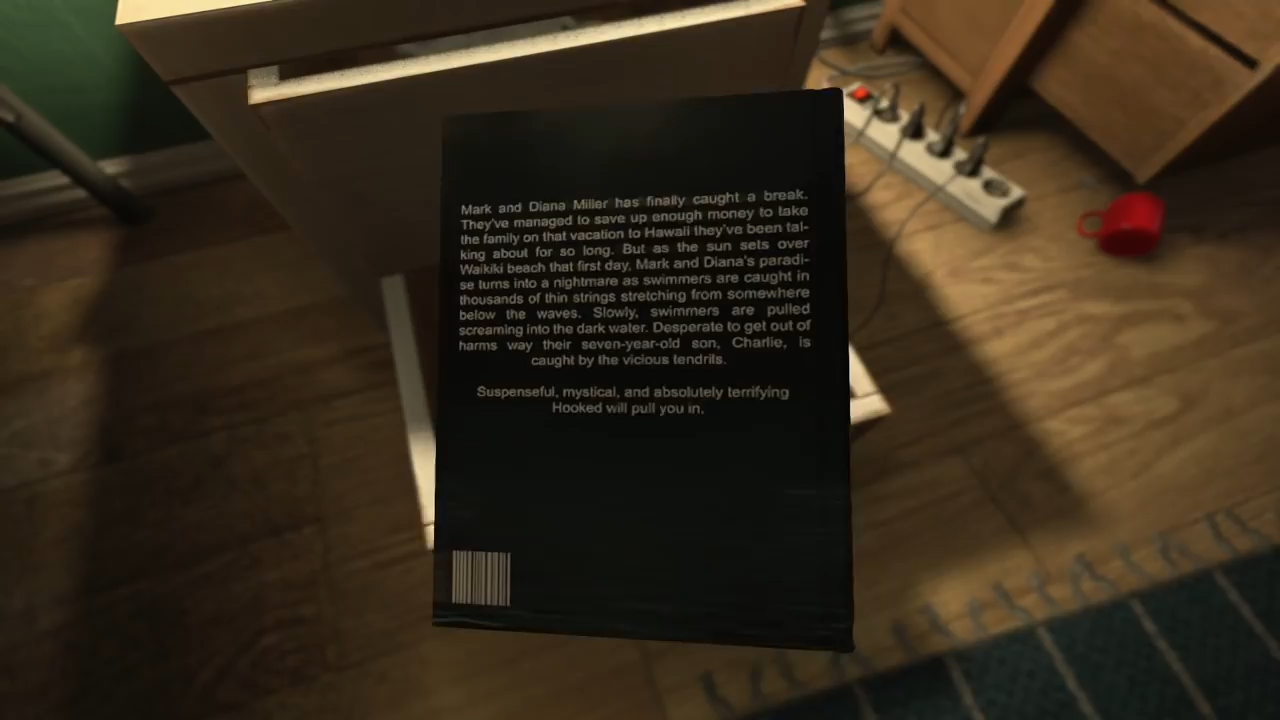 Mark and Diana Miller has finally caught a break.
They've managed to save up enough money to take
the family on that vacation to Hawaii they've been tal-
king about for so long. But as the sun sets over
Waikiki beach that first day, Mark and Diana's paradi-
se turns into a nightmare as swimmers are caught in
thousands of thin strings stretching from somewhere
below the waves. Slowly, swimmers are pulled
screaming into the dark water. Desperate to get out of
harms way their seven-year-old son, Charlie, is
caught by the vicious tendrils.
Suspenseful, mystical, and absolutely terrifying
Hooked will pull you in.